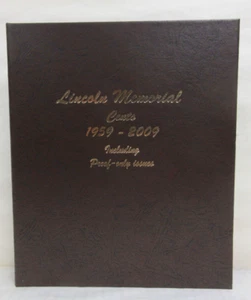 Lincoln Memorial
Cents
1959 - 2009
Including
Proof-only issues